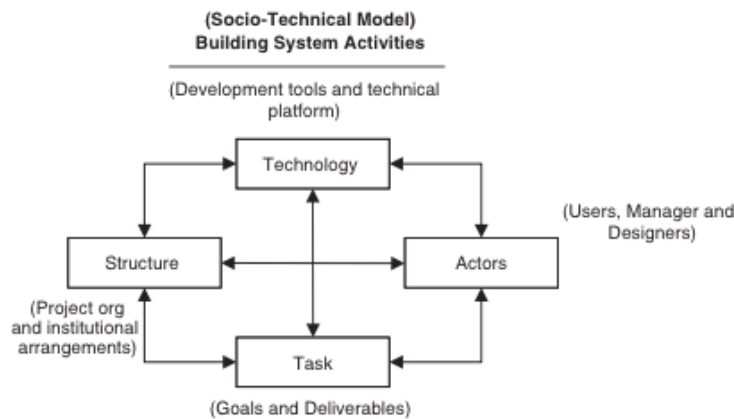 (Socio-Technical Model)
Building System Activities
(Development tools and technical
platform)
Technology
(Users, Manager and
Designers)
Structure
Actors
(Project org
and institutional
arrangements)
Task
(Goals and Deliverables)